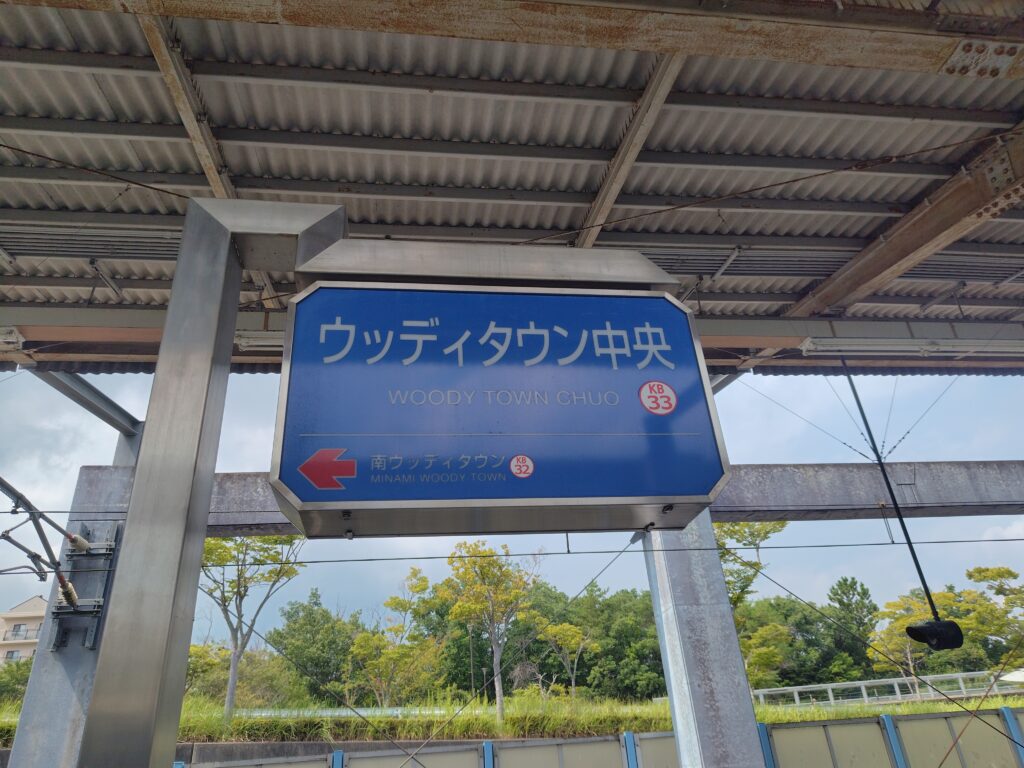 ウッディタウン中央
WOODY TOWN CHUO
KB
33
南ウッディタウン
MINAMI WOODY TOWN
KB
32